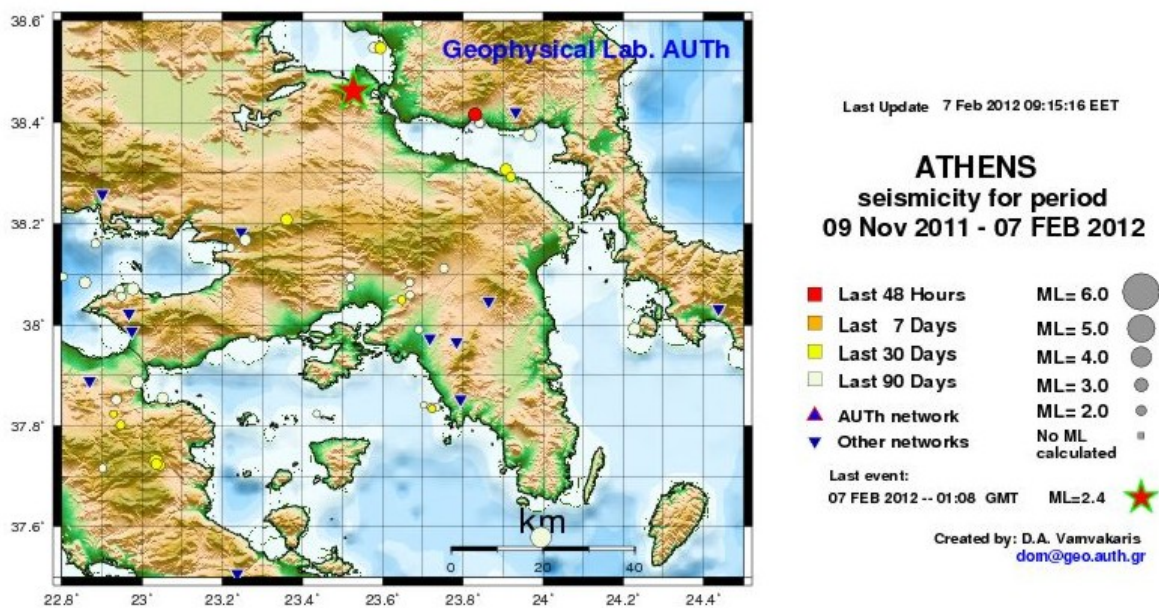 Geophysical Lab. AUTh
38.6°
38.4°
38.2°
38°
37.8°
37.6°
22.8°
23°
23.2°
23.4°
23.6°
23.8°
24°
24.2°
24.4°
km
0 20 40
Last Update 7 Feb 2012 09:15:16 EET
ATHENS
seismicity for period
09 Nov 2011 - 07 FEB 2012
Last 48 Hours ML= 6.0
Last 7 Days ML= 5.0
Last 30 Days ML= 4.0
Last 90 Days ML= 3.0
AUTh network ML= 2.0
Other networks No ML
calculated
Last event:
07 FEB 2012 -- 01:08 GMT ML=2.4
Created by: D.A. Vamvakaris
dom@geo.auth.gr